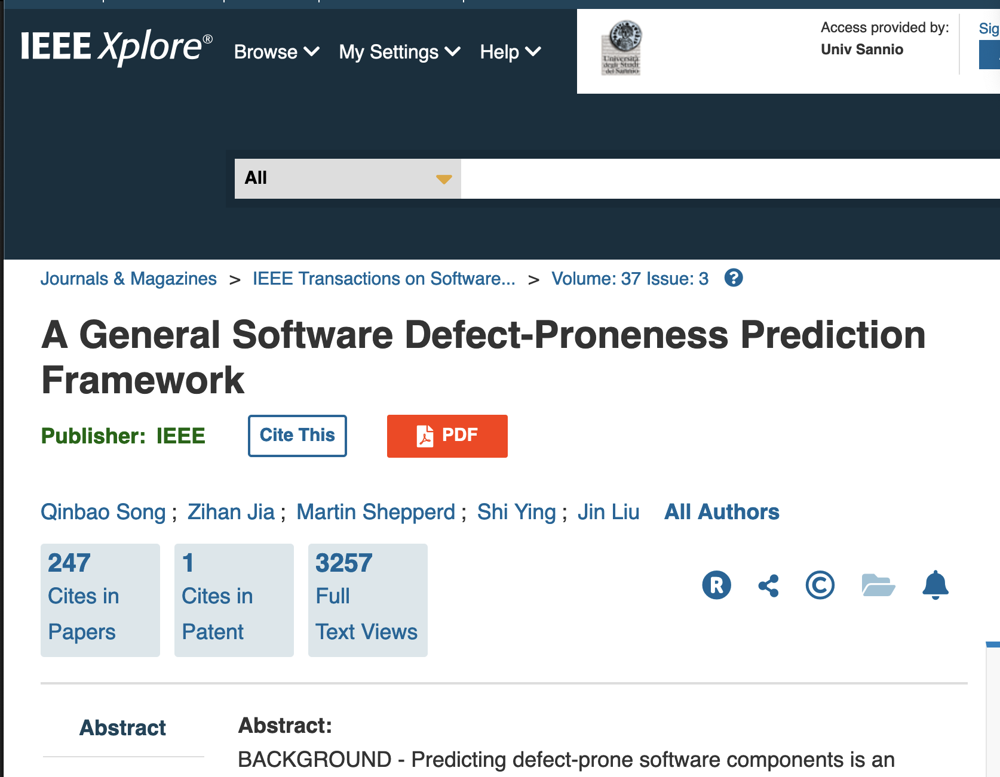 IEEE Xplore®
Browse My Settings Help
Università
degli Studi
del Sannio
Access provided by:
Univ Sannio
Sig
All
Journals & Magazines > IEEE Transactions on Software... > Volume: 37 Issue: 3 ?
A General Software Defect-Proneness Prediction
Framework
Publisher: IEEE
Cite This
PDF
Qinbao Song ; Zihan Jia ; Martin Shepperd ; Shi Ying ; Jin Liu All Authors
247
Cites in
Papers
1
Cites in
Patent
3257
Full
Text Views
R
©
Abstract
Abstract:
BACKGROUND - Predicting defect-prone software components is an